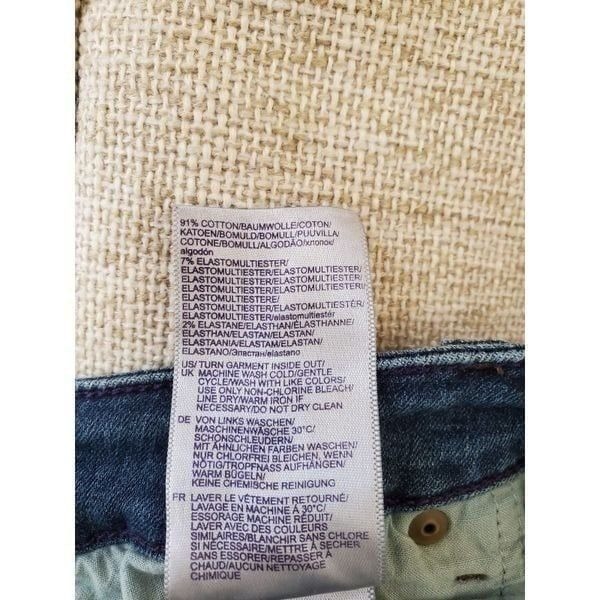 91% COTTON/BAUMWOLLE/COTON/
KATOEN/BOMULD/BOMULL/PUUVILLA/
COTONE/BOMULL/ALGODÃO/хлопок/
algodón
7% ELASTOMULTIESTER/
ELASTOMULTIESTER/ELASTOMULTIESTER/
ELASTOMULTIESTER/ELASTOMULTIESTERI/
ELASTOMULTIESTERE/
ELASTOMULTIESTER/ELASTOMULTIESTÉR/
ELASTOMULTIESTER/elastomultiestér
2% ELASTANE/ELASTHAN/ÉLASTHANNE/
ELASTHAN/ELASTAN/ELASTAN/
ELASTAANIA/ELASTAM/ELASTAN/
ELASTANO/Эластан/elastano
US/ TURN GARMENT INSIDE OUT/
UK MACHINE WASH COLD/GENTLE
CYCLE/WASH WITH LIKE COLORS/
USE ONLY NON-CHLORINE BLEACH/
LINE DRY/WARM IRON IF
NECESSARY/DO NOT DRY CLEAN
DE VON LINKS WASCHEN/
MASCHINENWÄSCHE 30°C/
SCHONSCHLEUDERN/
MIT ÄHNLICHEN FARBEN WASCHEN/
NUR CHLORFREI BLEICHEN, WENN
NÖTIG/TROPFNASS AUFHÄNGEN/
WARM BÜGELN/
KEINE CHEMISCHE REINIGUNG
FR LAVER LE VÊTEMENT RETOURNÉ/
LAVAGE EN MACHINE À 30°C/
ESSORAGE MACHINE RÉDUIT/
LAVER AVEC DES COULEURS
SIMILAIRES/BLANCHIR SANS CHLORE
SI NÉCESSAIRE/METTRE À SÉCHER
SANS ESSORER/REPASSER À
CHAUD/AUCUN NETTOYAGE
CHIMIQUE